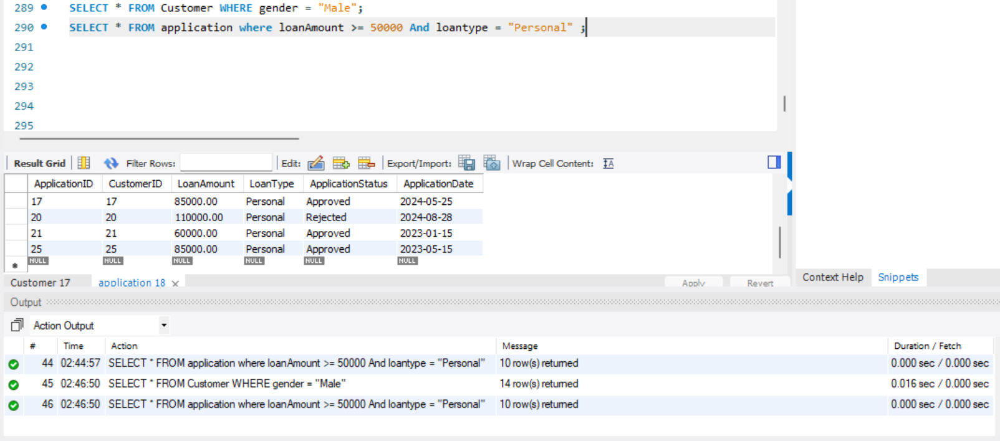 289 SELECT * FROM Customer WHERE gender = "Male";
290 SELECT * FROM application where loanAmount >= 50000 And loantype = "Personal" ;
291
292
293
294
295
Result Grid Filter Rows: Edit: Export/Import: Wrap Cell Content: IA
ApplicationID CustomerID LoanAmount LoanType ApplicationStatus ApplicationDate
17 17 85000.00 Personal Approved 2024-05-25
20 20 110000.00 Personal Rejected 2024-08-28
21 21 60000.00 Personal Approved 2023-01-15
25 25 85000.00 Personal Approved 2023-05-15
NULL NULL NULL NULL NULL NULL
Customer 17 application 18 Apply Revert Context Help Snippets
Output
Action Output
# Time Action Message Duration / Fetch
44 02:44:57 SELECT * FROM application where loanAmount >= 50000 And loantype = "Personal" 10 row(s) returned 0.000 sec / 0.000 sec
45 02:46:50 SELECT * FROM Customer WHERE gender = "Male" 14 row(s) returned 0.016 sec / 0.000 sec
46 02:46:50 SELECT * FROM application where loanAmount >= 50000 And loantype = "Personal" 10 row(s) returned 0.000 sec / 0.000 sec